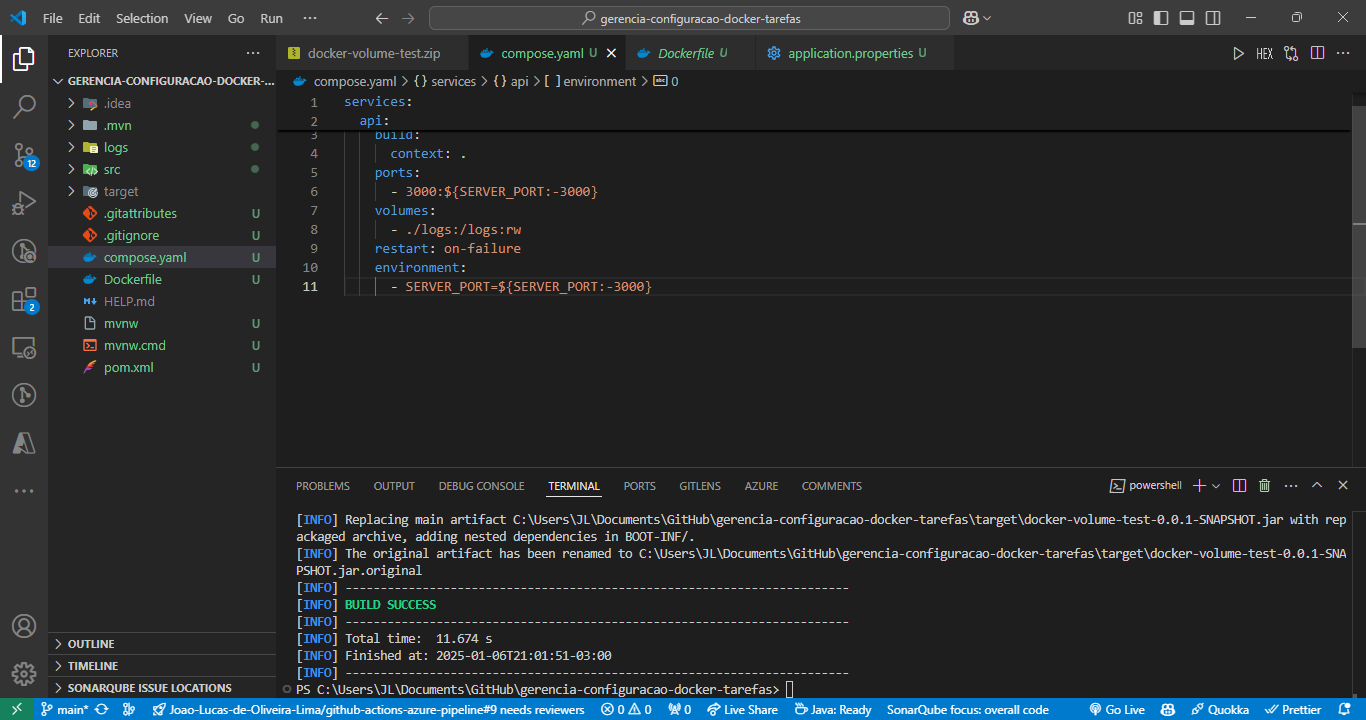 File Edit Selection View Go Run ··· gerencia-configuracao-docker-tarefas
EXPLORER ···
GERENCIA-CONFIGURACAO-DOCKER-...
.idea
.mvn
logs
src
target
.gitattributes U
.gitignore U
compose.yaml U
Dockerfile U
HELP.md
mvnw U
mvnw.cmd U
pom.xml U
OUTLINE
TIMELINE
SONARQUBE ISSUE LOCATIONS
12
2
docker-volume-test.zip compose.yaml U Dockerfile U application.properties U HEX ···
compose.yaml > {} services > {} api > [ ] environment > abc 0
1 services:
2 api:
3 build:
4 context: .
5 ports:
6 - 3000:${SERVER_PORT:-3000}
7 volumes:
8 - ./logs:/logs:rw
9 restart: on-failure
10 environment:
11 - SERVER_PORT=${SERVER_PORT:-3000}
PROBLEMS OUTPUT DEBUG CONSOLE TERMINAL PORTS GITLENS AZURE COMMENTS powershell
[INFO] Replacing main artifact C:\Users\JL\Documents\GitHub\gerencia-configuracao-docker-tarefas\target\docker-volume-test-0.0.1-SNAPSHOT.jar with rep
ackaged archive, adding nested dependencies in BOOT-INF/.
[INFO] The original artifact has been renamed to C:\Users\JL\Documents\GitHub\gerencia-configuracao-docker-tarefas\target\docker-volume-test-0.0.1-SNA
PSHOT.jar.original
[INFO] ------------------------------------------------------------------------
[INFO] BUILD SUCCESS
[INFO] ------------------------------------------------------------------------
[INFO] Total time:  11.674 s
[INFO] Finished at: 2025-01-06T21:01:51-03:00
[INFO] ------------------------------------------------------------------------
PS C:\Users\JL\Documents\GitHub\gerencia-configuracao-docker-tarefas>
main* Joao-Lucas-de-Oliveira-Lima/github-actions-azure-pipeline#9 needs reviewers 0 0 0 Live Share Java: Ready SonarQube focus: overall code Go Live Quokka Prettier